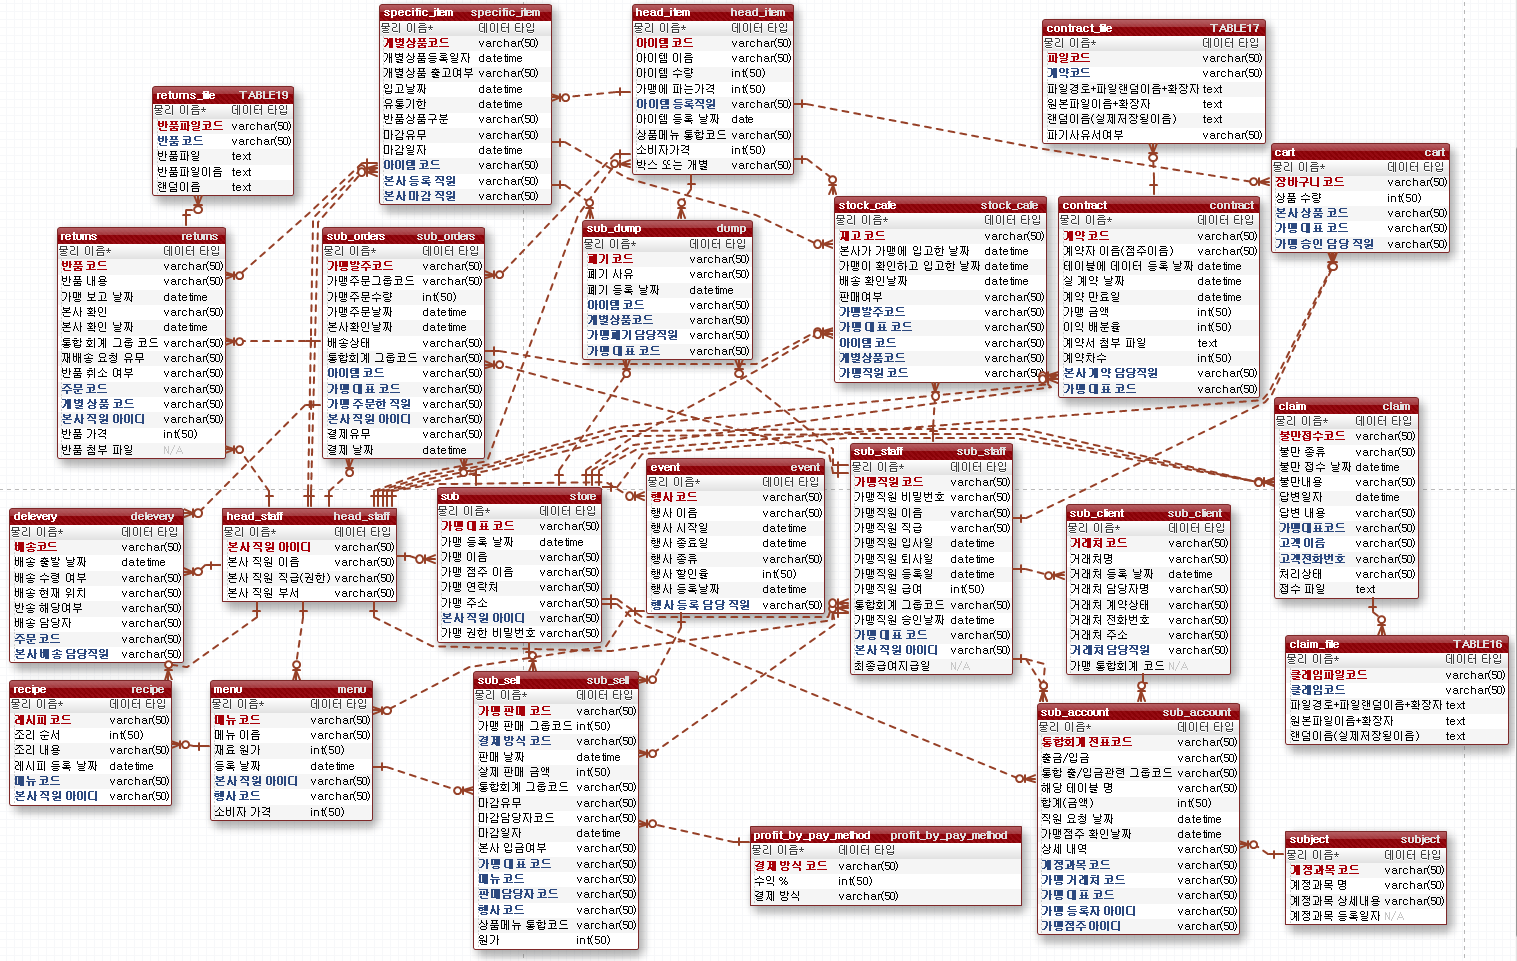 specific_item specific_item
물리 이름* 데이터 타입
개별상품코드 varchar(50)
개별상품등록일자 datetime
개별상품 출고여부 varchar(50)
입고날짜 datetime
유통기한 datetime
반품상품구분 varchar(50)
마감유무 varchar(50)
마감일자 datetime
아이템 코드 varchar(50)
본사 등록 직원 varchar(50)
본사 마감 직원 varchar(50)
head_item head_item
물리 이름* 데이터 타입
아이템 코드 varchar(50)
아이템 이름 varchar(50)
아이템 수량 int(50)
가맹에 파는가격 int(50)
아이템 등록직원 varchar(50)
아이템 등록 날짜 date
상품메뉴 통합코드 varchar(50)
소비자가격 int(50)
박스 또는 개별 varchar(50)
contract_file TABLE17
물리 이름* 데이터 타입
파일코드 varchar(50)
계약코드 varchar(50)
파일경로+파일랜덤이름+확장자 text
원본파일이름+확장자 text
랜덤이름(실제저장될이름) text
파기사유서여부 varchar(50)
returns_file TABLE19
물리 이름* 데이터 타입
반품파일코드 varchar(50)
반품 코드 varchar(50)
반품파일 text
반품파일이름 text
랜덤이름 text
cart cart
물리 이름* 데이터 타입
장바구니 코드 varchar(50)
상품 수량 int(50)
본사 상품 코드 varchar(50)
가맹 대표 코드 varchar(50)
가맹 승인 담당 직원 varchar(50)
returns returns
물리 이름* 데이터 타입
반품 코드 varchar(50)
반품 내용 varchar(50)
가맹 보고 날짜 datetime
본사 확인 varchar(50)
본사 확인 날짜 datetime
통합 회계 그룹 코드 varchar(50)
재배송 요청 유무 varchar(50)
반품 취소 여부 varchar(50)
주문 코드 varchar(50)
개별 상품 코드 varchar(50)
본사 직원 아이디 varchar(50)
반품 가격 int(50)
반품 첨부 파일 N/A
sub_orders sub_orders
물리 이름* 데이터 타입
가맹발주코드 varchar(50)
가맹주문그룹코드 varchar(50)
가맹주문수량 int(50)
가맹주문날짜 datetime
본사확인날짜 datetime
배송상태 varchar(50)
통합회계 그룹코드 varchar(50)
아이템 코드 varchar(50)
가맹 대표 코드 varchar(50)
가맹 주문한 직원 varchar(50)
본사 직원 아이디 varchar(50)
결제유무 varchar(50)
결제 날짜 datetime
sub_dump dump
물리 이름* 데이터 타입
폐기 코드 varchar(50)
폐기 사유 varchar(50)
폐기 등록 날짜 datetime
아이템 코드 varchar(50)
개별상품코드 varchar(50)
가맹폐기 담당직원 varchar(50)
가맹 대표 코드 varchar(50)
stock_cafe stock_cafe
물리 이름* 데이터 타입
재고 코드 varchar(50)
본사가 가맹에 입고한 날짜 datetime
가맹이 확인하고 입고한 날짜 datetime
배송 확인날짜 datetime
판매여부 varchar(50)
가맹발주코드 varchar(50)
가맹 대표 코드 varchar(50)
아이템 코드 varchar(50)
개별상품코드 varchar(50)
가맹직원 코드 varchar(50)
contract contract
물리 이름* 데이터 타입
계약 코드 varchar(50)
계약자 이름(점주이름) varchar(50)
테이블에 데이터 등록 날짜 datetime
실 계약 날짜 datetime
계약 만료일 datetime
가맹 금액 int(50)
이익 배분율 int(50)
계약서 첨부 파일 text
계약차수 int(50)
본사 계약 담당직원 varchar(50)
가맹 대표 코드 varchar(50)
claim claim
물리 이름* 데이터 타입
불만접수코드 varchar(50)
불만 종류 varchar(50)
불만 접수 날짜 datetime
불만내용 varchar(50)
답변일자 datetime
답변 내용 varchar(50)
가맹대표코드 varchar(50)
고객 이름 varchar(50)
고객전화번호 varchar(50)
처리상태 varchar(50)
접수 파일 text
delevery delevery
물리 이름* 데이터 타입
배송코드 varchar(50)
배송 출발 날짜 datetime
배송 수령 여부 varchar(50)
배송 현재 위치 varchar(50)
반송 해당여부 varchar(50)
배송 담당자 varchar(50)
주문 코드 varchar(50)
본사 배송 담당직원 varchar(50)
head_staff head_staff
물리 이름* 데이터 타입
본사 직원 아이디 varchar(50)
본사 직원 이름 varchar(50)
본사 직원 직급(권한) varchar(50)
본사 직원 부서 varchar(50)
sub store
물리 이름* 데이터 타입
가맹 대표 코드 varchar(50)
가맹 등록 날짜 datetime
가맹 이름 varchar(50)
가맹 점주 이름 varchar(50)
가맹 연락처 varchar(50)
가맹 주소 varchar(50)
본사 직원 아이디 varchar(50)
가맹 권한 비밀번호 varchar(50)
event event
물리 이름* 데이터 타입
행사 코드 varchar(50)
행사 이름 varchar(50)
행사 시작일 datetime
행사 종료일 datetime
행사 종류 varchar(50)
행사 할인율 int(50)
행사 등록날짜 datetime
행사 등록 담당 직원 varchar(50)
sub_staff sub_staff
물리 이름* 데이터 타입
가맹직원 코드 varchar(50)
가맹직원 비밀번호 varchar(50)
가맹직원 이름 varchar(50)
가맹직원 직급 varchar(50)
가맹직원 입사일 datetime
가맹직원 퇴사일 datetime
가맹직원 등록일 datetime
가맹직원 급여 int(50)
통합회계 그룹코드 varchar(50)
가맹직원 승인날짜 datetime
가맹 대표 코드 varchar(50)
본사 직원 아이디 varchar(50)
최종급여지급일 N/A
sub_client sub_client
물리 이름* 데이터 타입
거래처 코드 varchar(50)
거래처명 varchar(50)
거래처 등록 날짜 datetime
거래처 담당자명 varchar(50)
거래처 계약상태 varchar(50)
거래처 전화번호 varchar(50)
거래처 주소 varchar(50)
거래처 담당직원 varchar(50)
가맹 통합회계 코드 N/A
claim_file TABLE16
물리 이름* 데이터 타입
클레임파일코드 varchar(50)
클레임코드 varchar(50)
파일경로+파일랜덤이름+확장자 text
원본파일이름+확장자 text
랜덤이름(실제저장될이름) text
recipe recipe
물리 이름* 데이터 타입
레시피 코드 varchar(50)
조리 순서 int(50)
조리 내용 varchar(50)
레시피 등록 날짜 datetime
메뉴 코드 varchar(50)
본사 직원 아이디 varchar(50)
menu menu
물리 이름* 데이터 타입
메뉴 코드 varchar(50)
메뉴 이름 varchar(50)
재료 원가 int(50)
등록 날짜 datetime
본사 직원 아이디 varchar(50)
행사 코드 varchar(50)
소비자 가격 int(50)
sub_sell sub_sell
물리 이름* 데이터 타입
가맹 판매 코드 varchar(50)
가맹 판매 그룹코드 int(50)
결제 방식 코드 varchar(50)
판매 날짜 datetime
실제 판매 금액 int(50)
통합회계 그룹코드 varchar(50)
마감유무 varchar(50)
마감담당자코드 varchar(50)
마감일자 datetime
본사 입금여부 varchar(50)
가맹 대표 코드 varchar(50)
메뉴 코드 varchar(50)
판매담당자 코드 varchar(50)
행사 코드 varchar(50)
상품메뉴 통합코드 varchar(50)
원가 int(50)
sub_account sub_account
물리 이름* 데이터 타입
통합회계 전표코드 varchar(50)
출금/입금 varchar(50)
통합 출/입금관련 그룹코드 varchar(50)
해당 테이블 명 varchar(50)
합계(금액) int(50)
직원 요청 날짜 datetime
가맹점주 확인날짜 datetime
상세 내역 varchar(50)
계정과목 코드 varchar(50)
가맹 거래처 코드 varchar(50)
가맹 대표 코드 varchar(50)
가맹 등록자 아이디 varchar(50)
가맹점주 아이디 varchar(50)
profit_by_pay_method profit_by_pay_method
물리 이름* 데이터 타입
결제 방식 코드 varchar(50)
수익 % int(50)
결제 방식 varchar(50)
subject subject
물리 이름* 데이터 타입
계정과목 코드 varchar(50)
계정과목 명 varchar(50)
계정과목 상세내용 varchar(50)
계정과목 등록일자 N/A